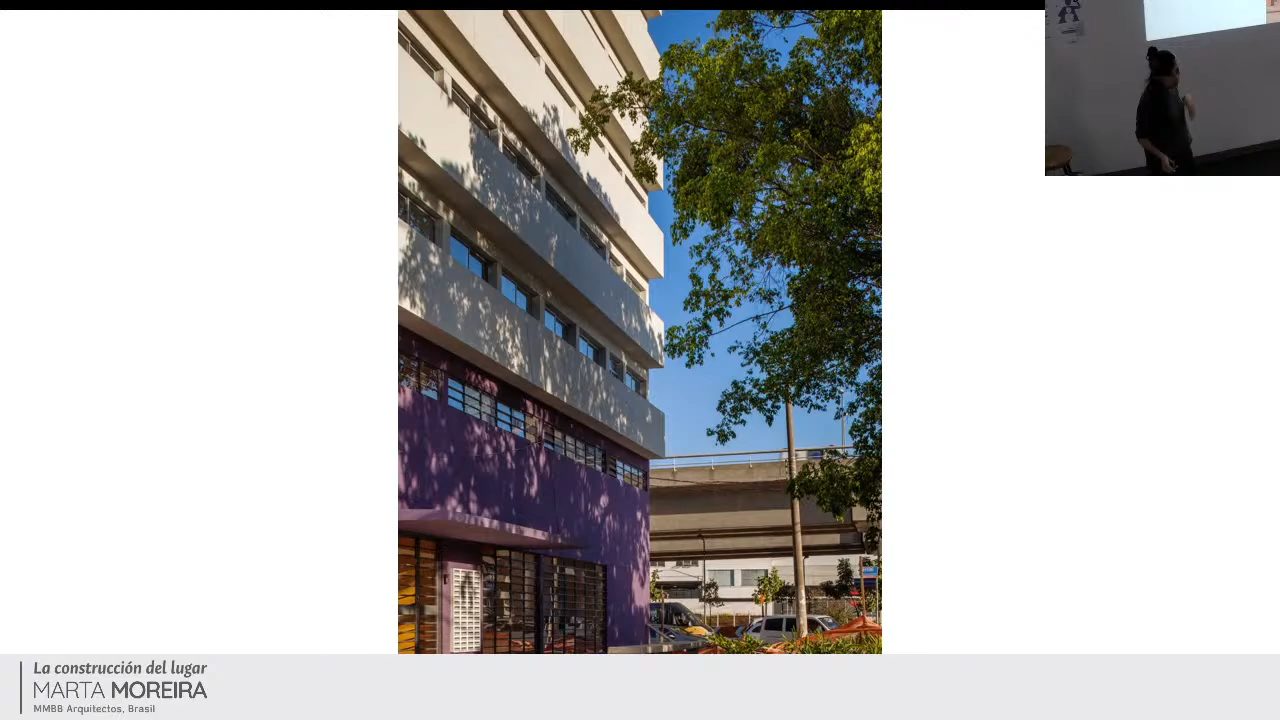 La construcción del lugar
MARTA MOREIRA
MMBB Arquitectos, Brasil